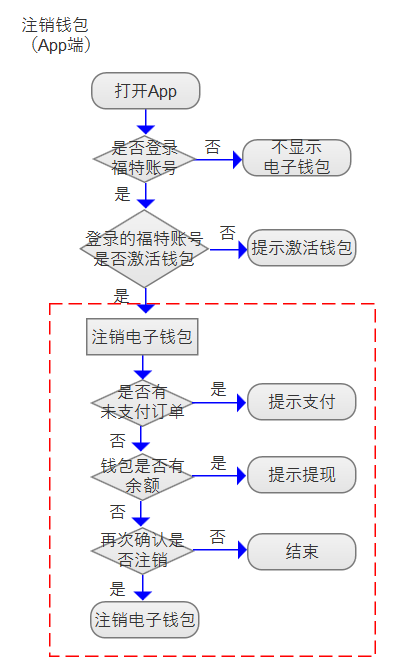 注销钱包
（App端）
打开App
是否登录
福特账号
否
不显示
电子钱包
是
登录的福特账号
是否激活钱包
否
提示激活钱包
是
注销电子钱包
是否有
未支付订单
是
提示支付
否
钱包是否有
余额
是
提示提现
否
再次确认是
否注销
否
结束
是
注销电子钱包